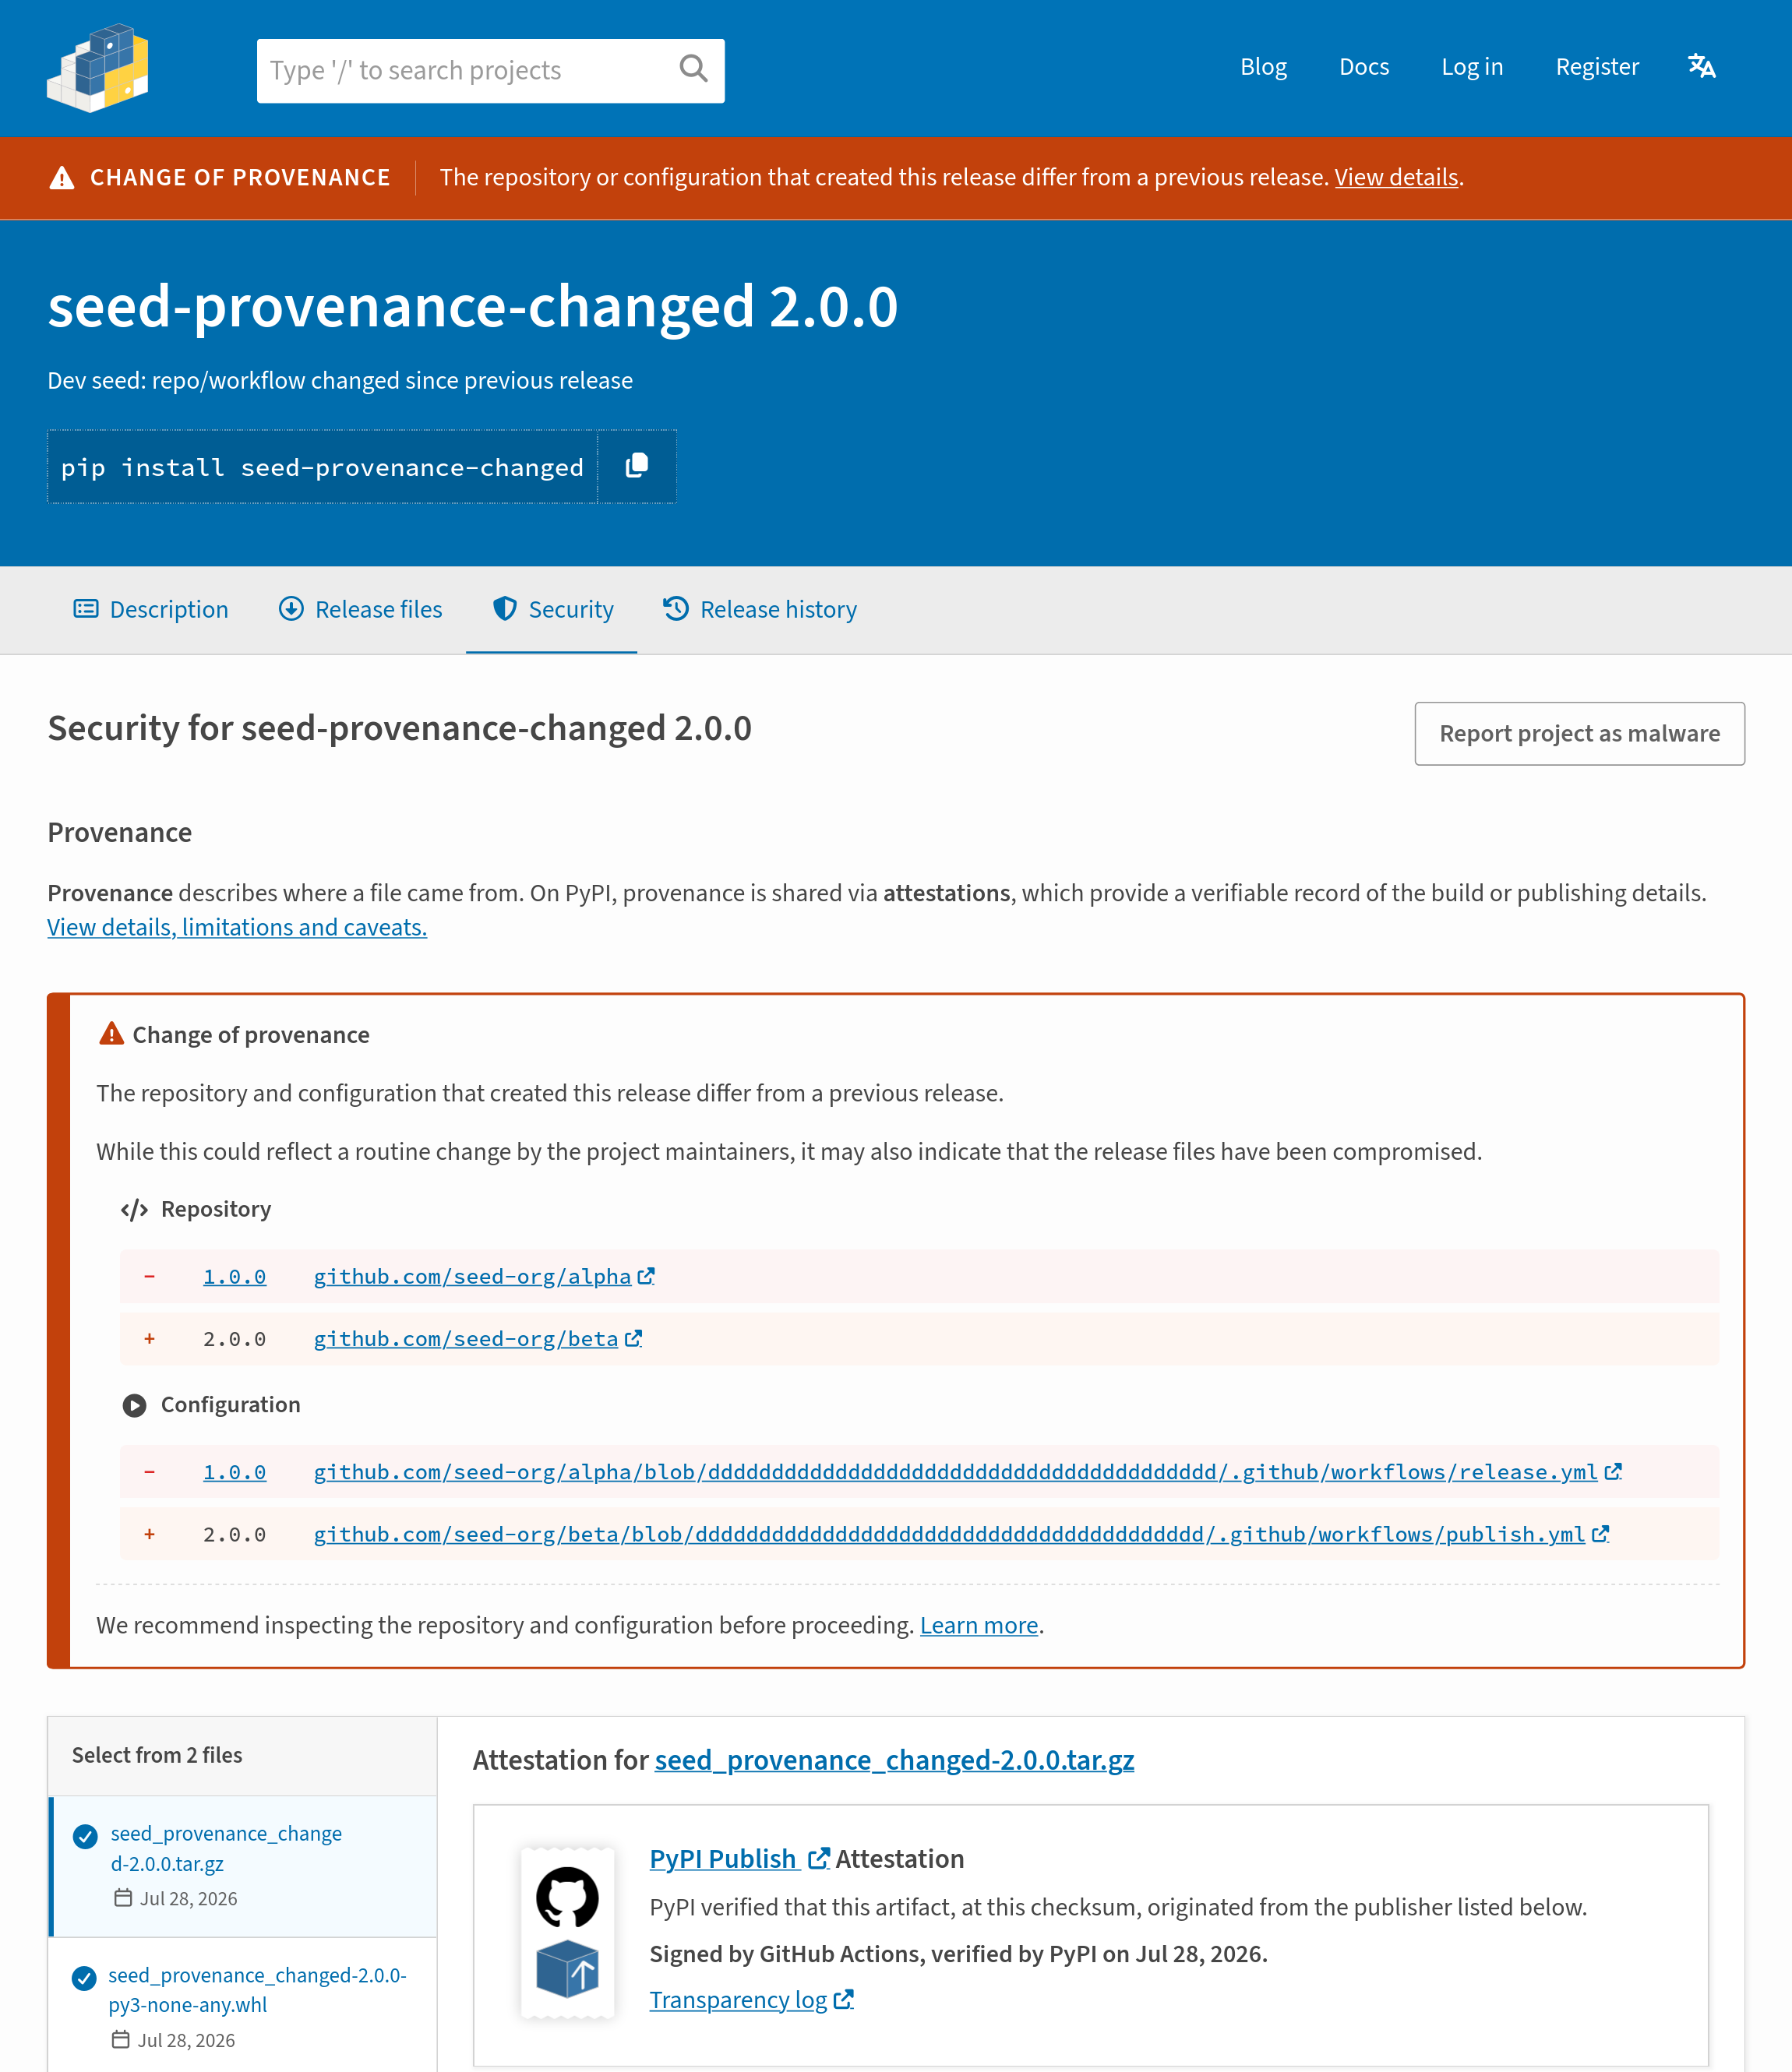 Type '/' to search projects
Blog
Docs
Log in
Register
CHANGE OF PROVENANCE
The repository or configuration that created this release differ from a previous release. View details.
seed-provenance-changed 2.0.0
Dev seed: repo/workflow changed since previous release
pip install seed-provenance-changed
Description
Release files
Security
Release history
Security for seed-provenance-changed 2.0.0
Report project as malware
Provenance
Provenance describes where a file came from. On PyPI, provenance is shared via attestations, which provide a verifiable record of the build or publishing details.
View details, limitations and caveats.
Change of provenance
The repository and configuration that created this release differ from a previous release.
While this could reflect a routine change by the project maintainers, it may also indicate that the release files have been compromised.
</> Repository
− 1.0.0 github.com/seed-org/alpha
+ 2.0.0 github.com/seed-org/beta
Configuration
− 1.0.0 github.com/seed-org/alpha/blob/dddddddddddddddddddddddddddddddddddddddd/.github/workflows/release.yml
+ 2.0.0 github.com/seed-org/beta/blob/dddddddddddddddddddddddddddddddddddddddd/.github/workflows/publish.yml
We recommend inspecting the repository and configuration before proceeding. Learn more.
Select from 2 files
seed_provenance_change
d-2.0.0.tar.gz
Jul 28, 2026
seed_provenance_changed-2.0.0-
py3-none-any.whl
Jul 28, 2026
Attestation for seed_provenance_changed-2.0.0.tar.gz
PyPI Publish Attestation
PyPI verified that this artifact, at this checksum, originated from the publisher listed below.
Signed by GitHub Actions, verified by PyPI on Jul 28, 2026.
Transparency log